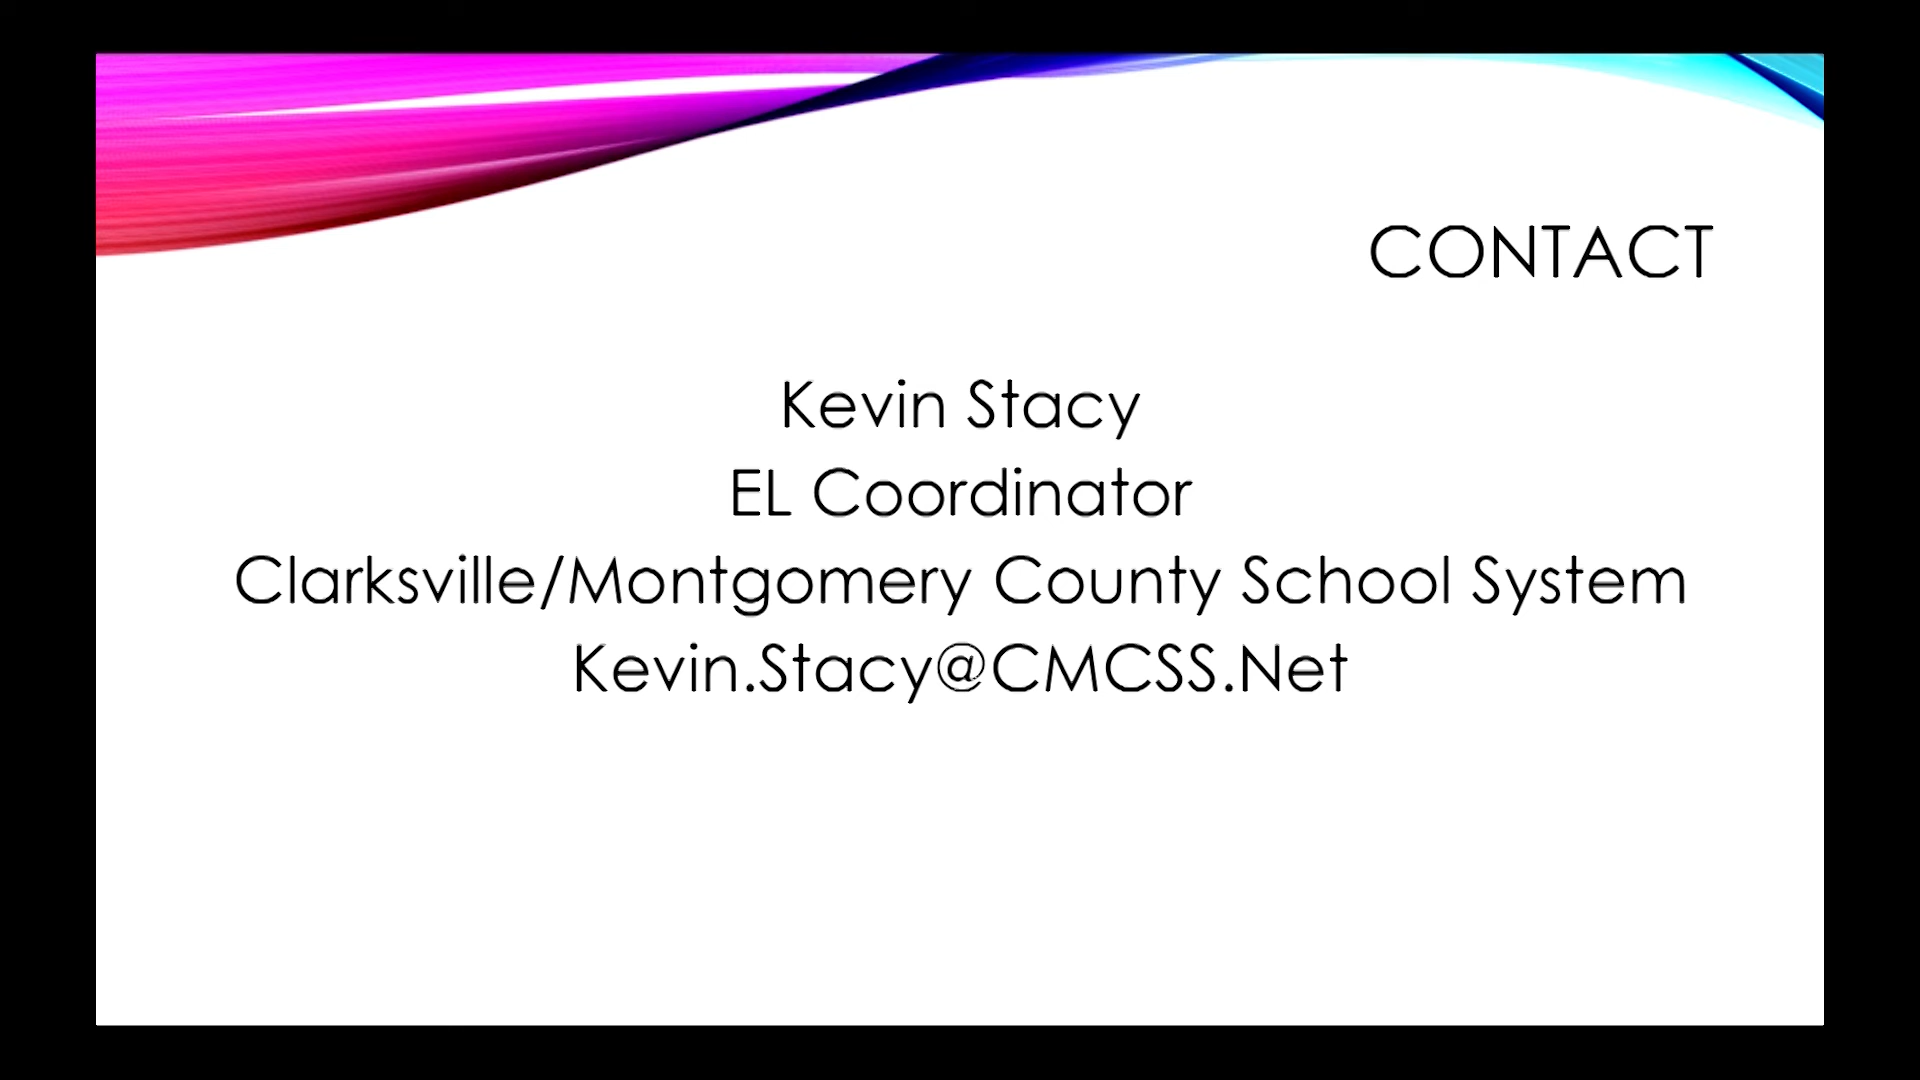 CONTACT
Kevin Stacy
EL Coordinator
Clarksville/Montgomery County School System
Kevin.Stacy@CMCSS.Net